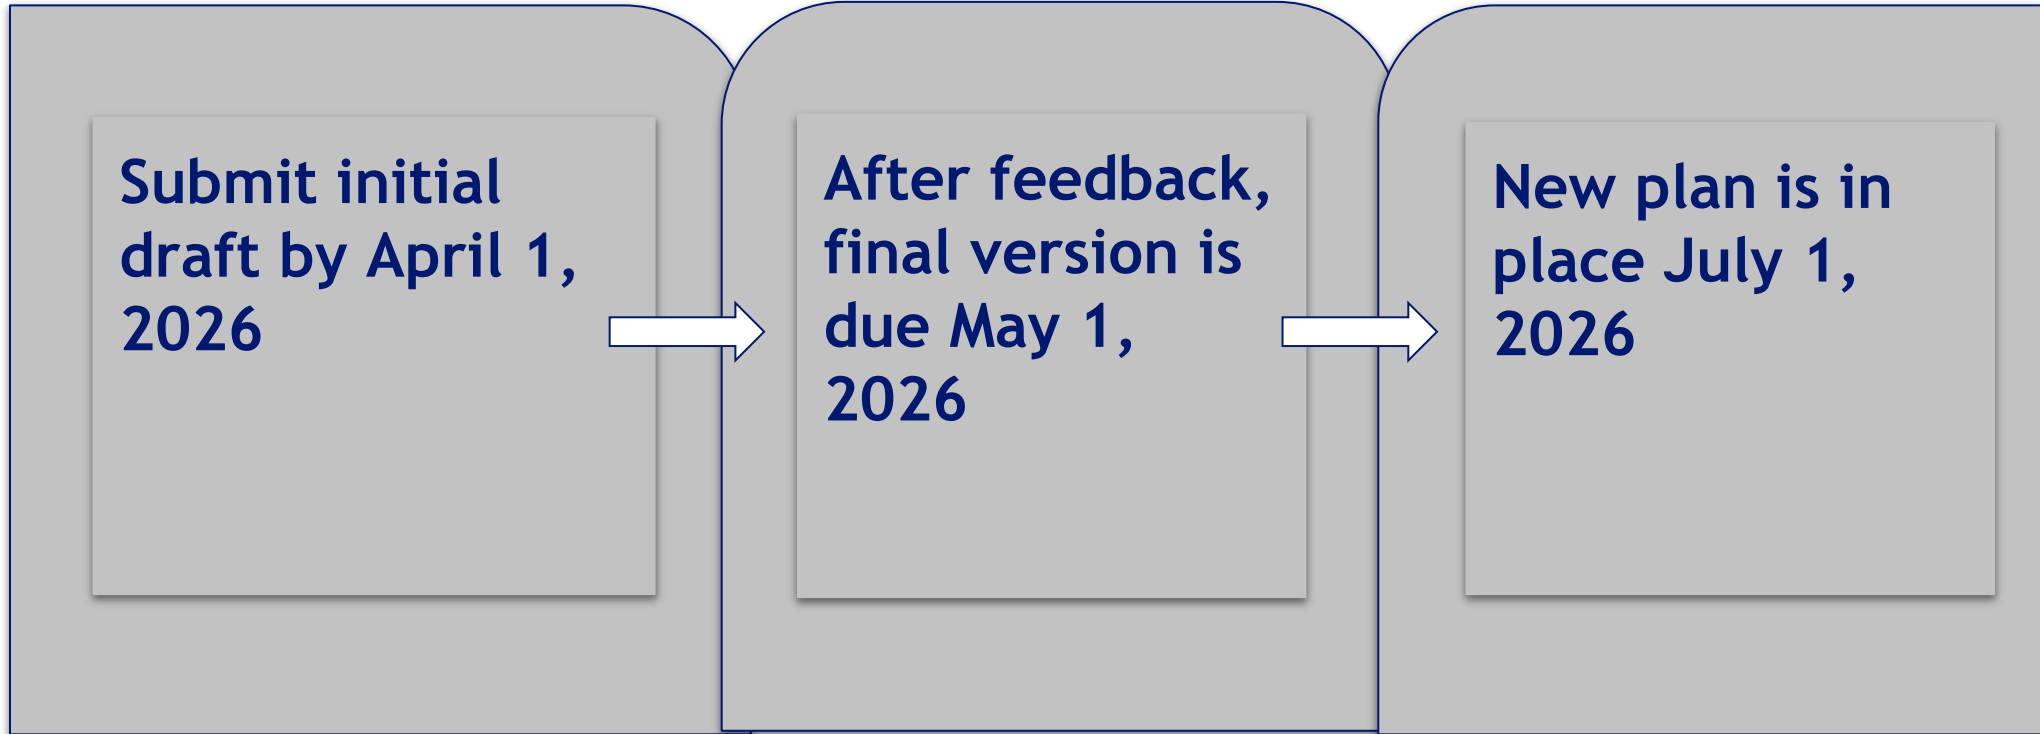 Submit initial
draft by April 1,
2026
After feedback,
final version is
due May 1,
2026
New plan is in
place July 1,
2026